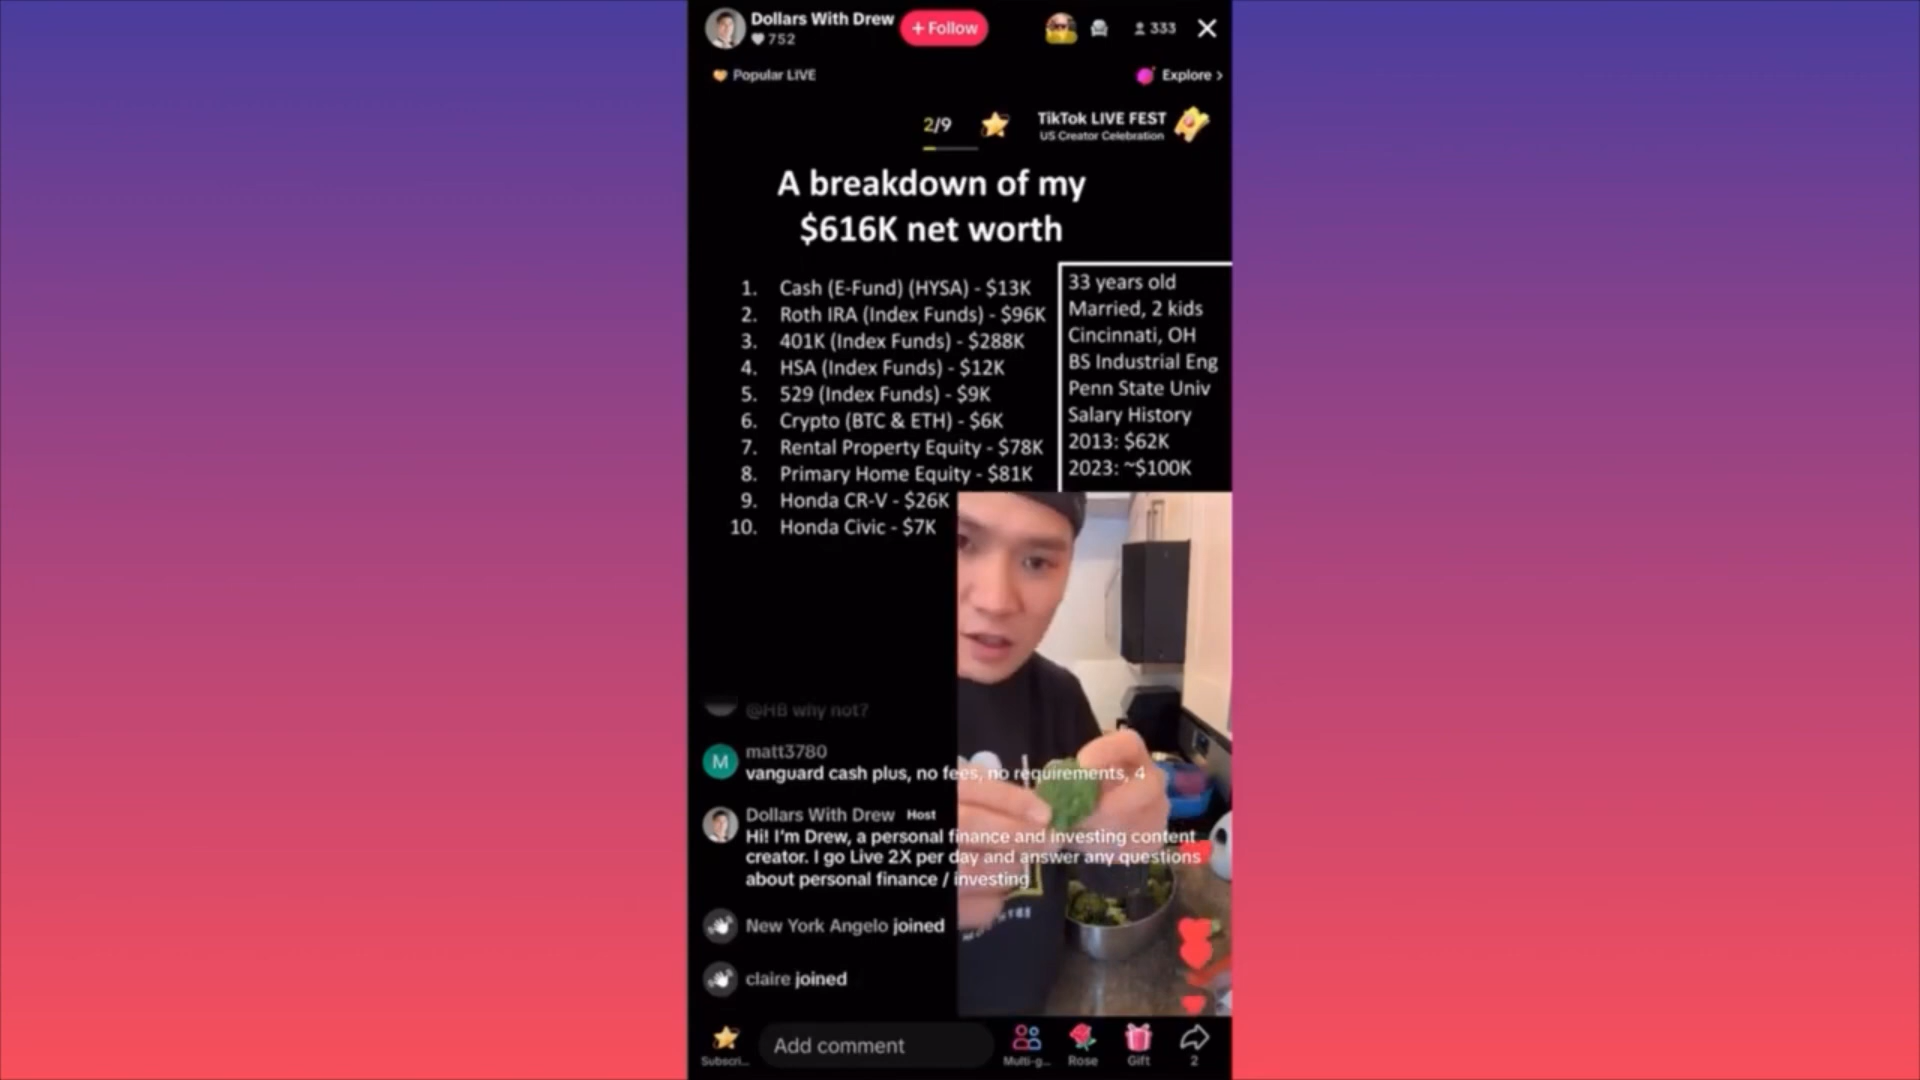 Dollars With Drew
752
+ Follow
333
Popular LIVE
Explore >
2/9
TikTok LIVE FEST
US Creator Celebration
A breakdown of my
$616K net worth
1. Cash (E-Fund) (HYSA) - $13K
2. Roth IRA (Index Funds) - $96K
3. 401K (Index Funds) - $288K
4. HSA (Index Funds) - $12K
5. 529 (Index Funds) - $9K
6. Crypto (BTC & ETH) - $6K
7. Rental Property Equity - $78K
8. Primary Home Equity - $81K
9. Honda CR-V - $26K
10. Honda Civic - $7K
33 years old
Married, 2 kids
Cincinnati, OH
BS Industrial Eng
Penn State Univ
Salary History
2013: $62K
2023: ~$100K
@HB why not?
M
matt3780
vanguard cash plus, no fees, no requirements, 4
Dollars With Drew Host
Hi! I'm Drew, a personal finance and investing content
creator. I go Live 2X per day and answer any questions
about personal finance / investing
New York Angelo joined
claire joined
Subscri...
Add comment
Multi-g...
Rose
Gift
2